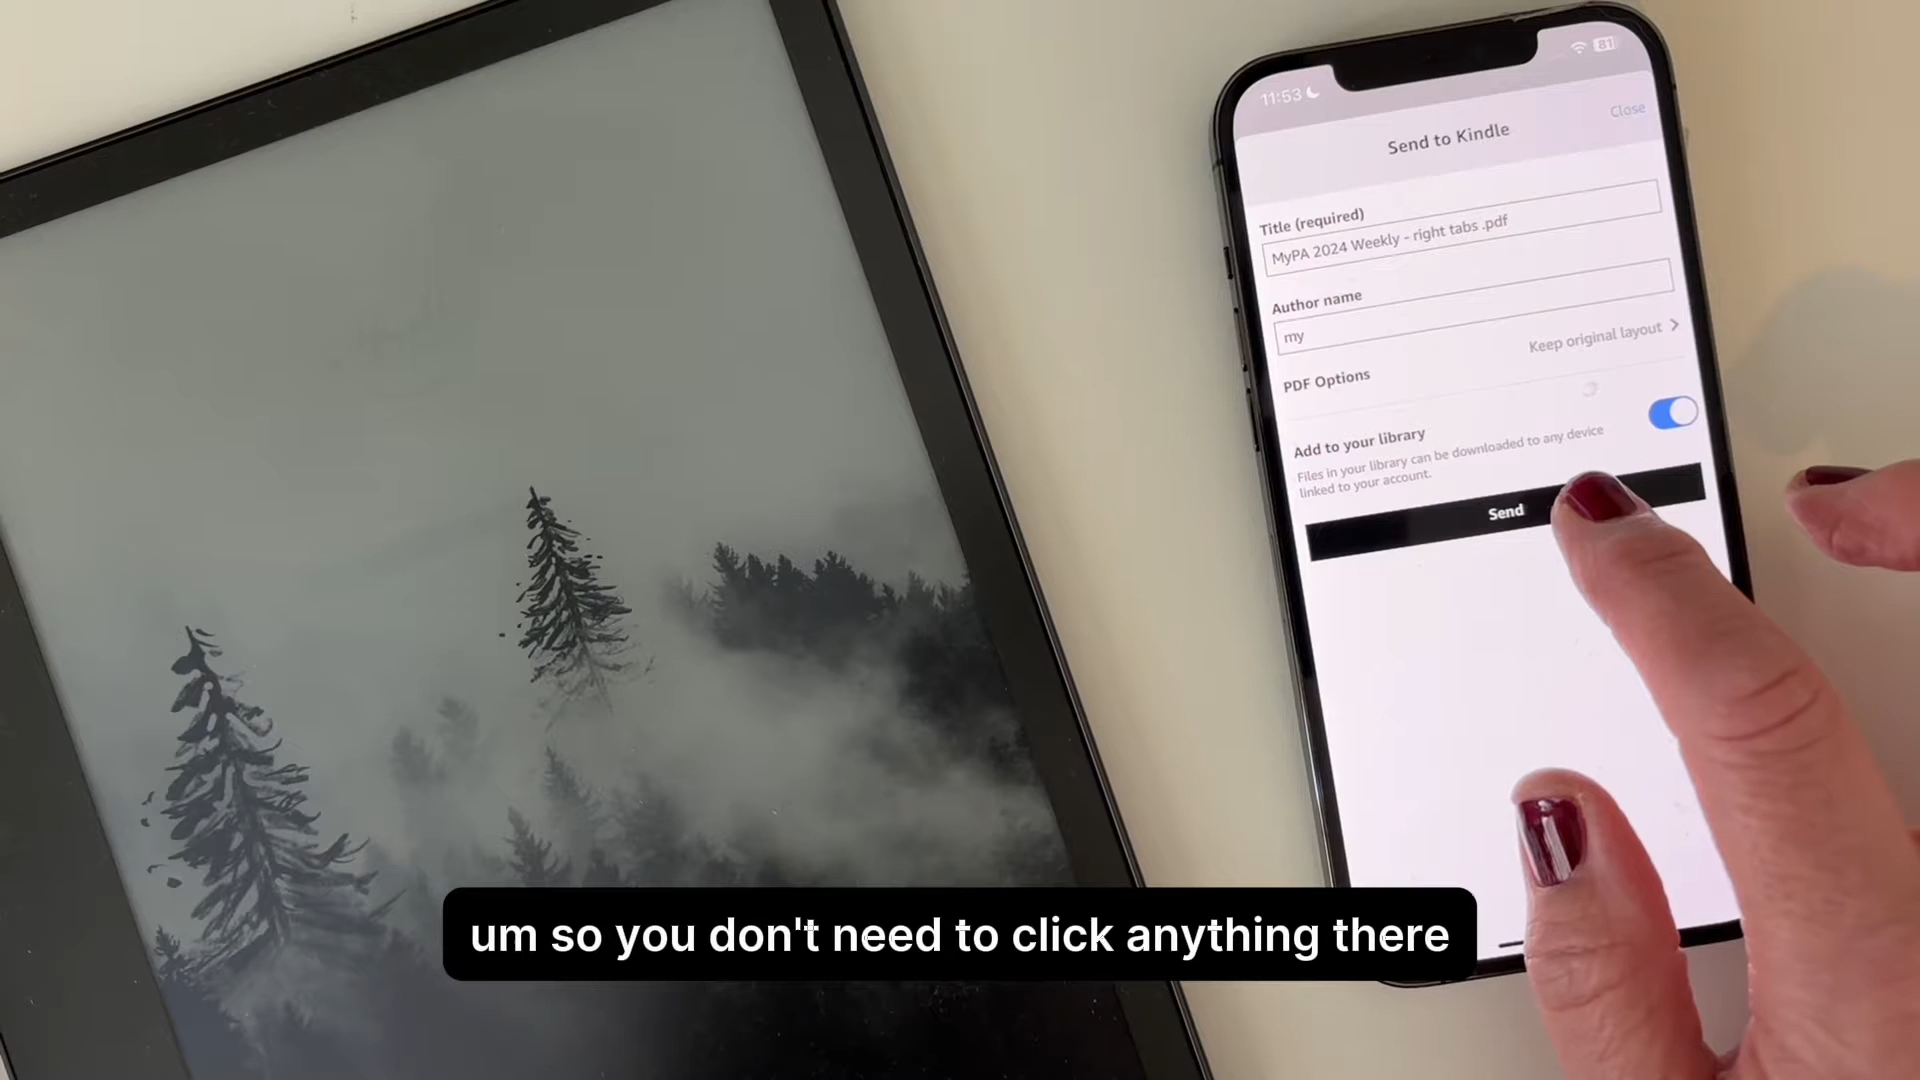 11:53
81
Close
Send to Kindle
Title (required)
MyPA 2024 Weekly - right tabs .pdf
Author name
my
Keep original layout
PDF Options
Add to your library
Files in your library can be downloaded to any device
linked to your account.
Send
um so you don't need to click anything there